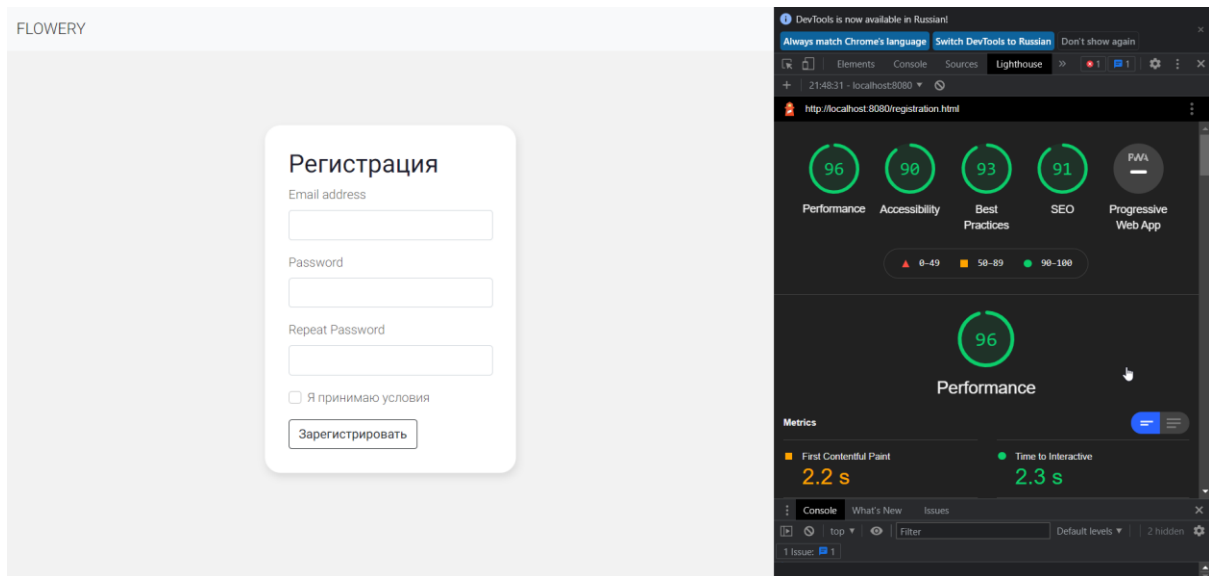 FLOWERY
Регистрация
Email address
Password
Repeat Password
Я принимаю условия
Зарегистрировать
DevTools is now available in Russian!
Always match Chrome's language Switch DevTools to Russian Don't show again
Elements Console Sources Lighthouse » 1 1
21:48:31 - localhost:8080
http://localhost:8080/registration.html
96 90 93 91 PWA
Performance Accessibility Best Practices SEO Progressive Web App
0–49 50–89 90–100
96
Performance
Metrics
First Contentful Paint Time to Interactive
2.2 s 2.3 s
Console What's New Issues
top Filter Default levels 2 hidden
1 Issue: 1